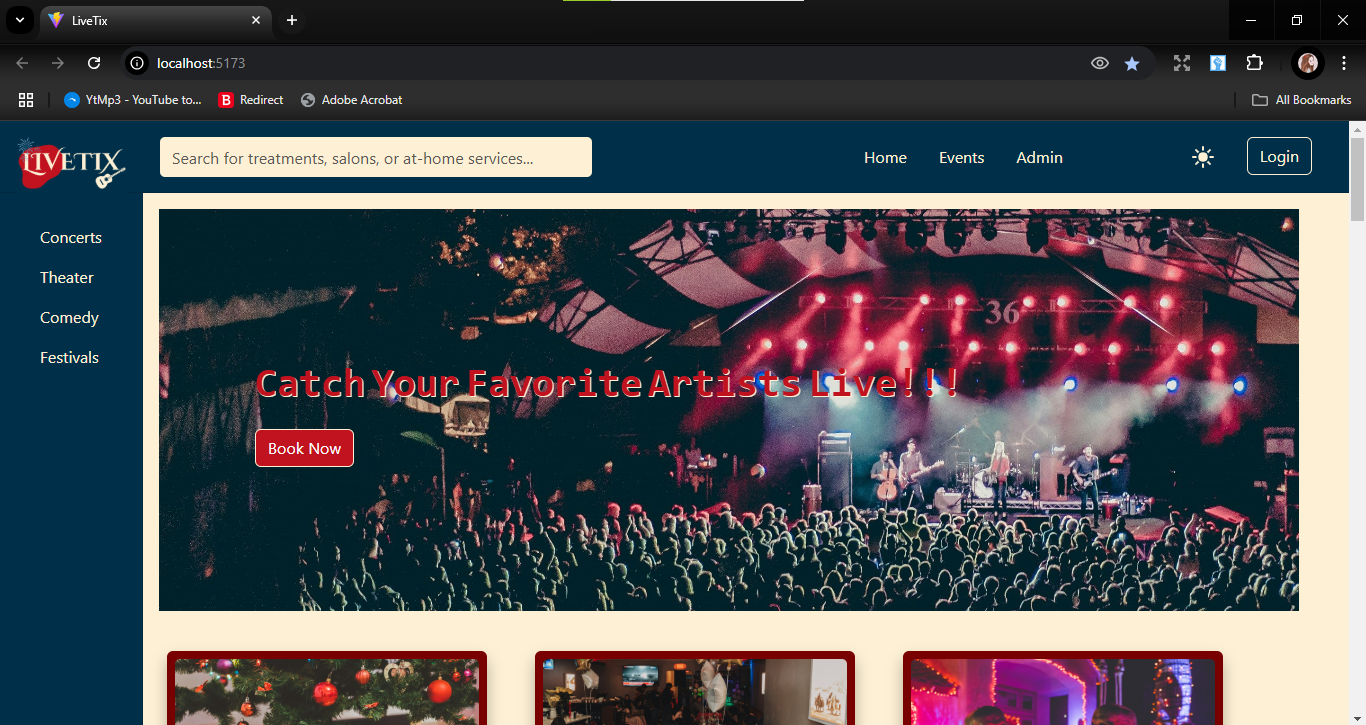 LiveTix
localhost:5173
YtMp3 - YouTube to...
B Redirect
Adobe Acrobat
All Bookmarks
LIVETIX
Search for treatments, salons, or at-home services...
Home
Events
Admin
Login
Concerts
Theater
Comedy
Festivals
36
Catch Your Favorite Artists Live!!!
Book Now